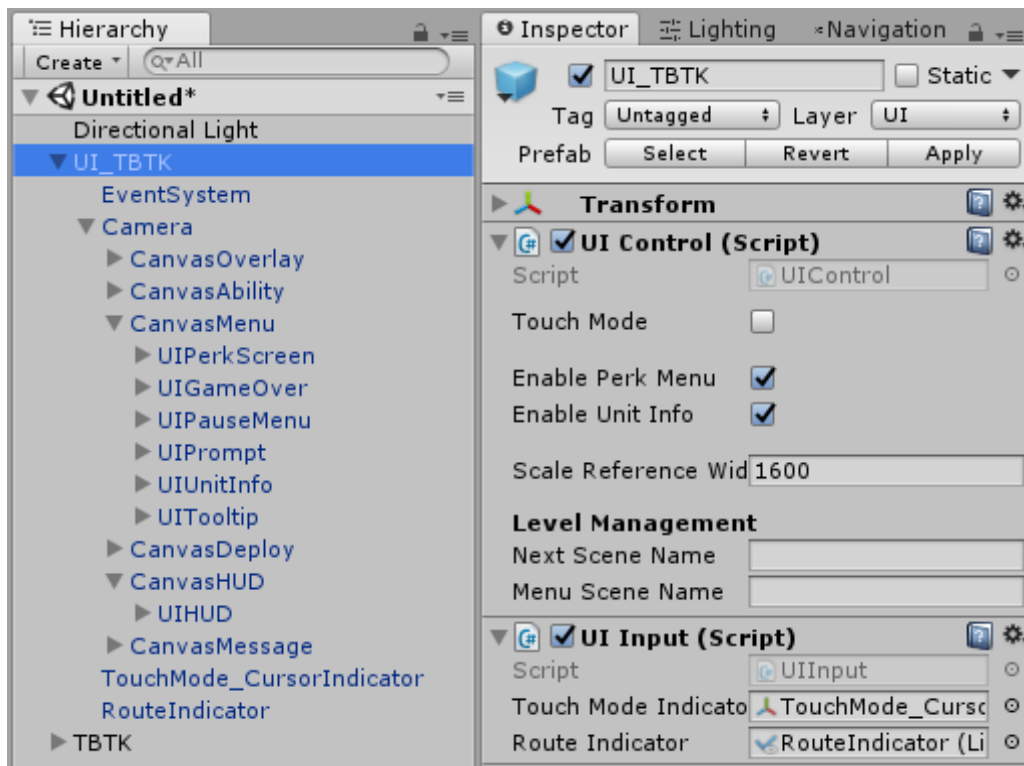 Hierarchy
Create
All
Untitled*
Directional Light
UI_TBTK
EventSystem
Camera
CanvasOverlay
CanvasAbility
CanvasMenu
UIPerkScreen
UIGameOver
UIPauseMenu
UIPrompt
UIUnitInfo
UITooltip
CanvasDeploy
CanvasHUD
UIHUD
CanvasMessage
TouchMode_CursorIndicator
RouteIndicator
TBTK
Inspector Lighting Navigation
UI_TBTK Static
Tag Untagged Layer UI
Prefab Select Revert Apply
Transform
UI Control (Script)
Script UIControl
Touch Mode
Enable Perk Menu
Enable Unit Info
Scale Reference Wid 1600
Level Management
Next Scene Name
Menu Scene Name
UI Input (Script)
Script UIInput
Touch Mode Indicato TouchMode_Cursc
Route Indicator RouteIndicator (Li